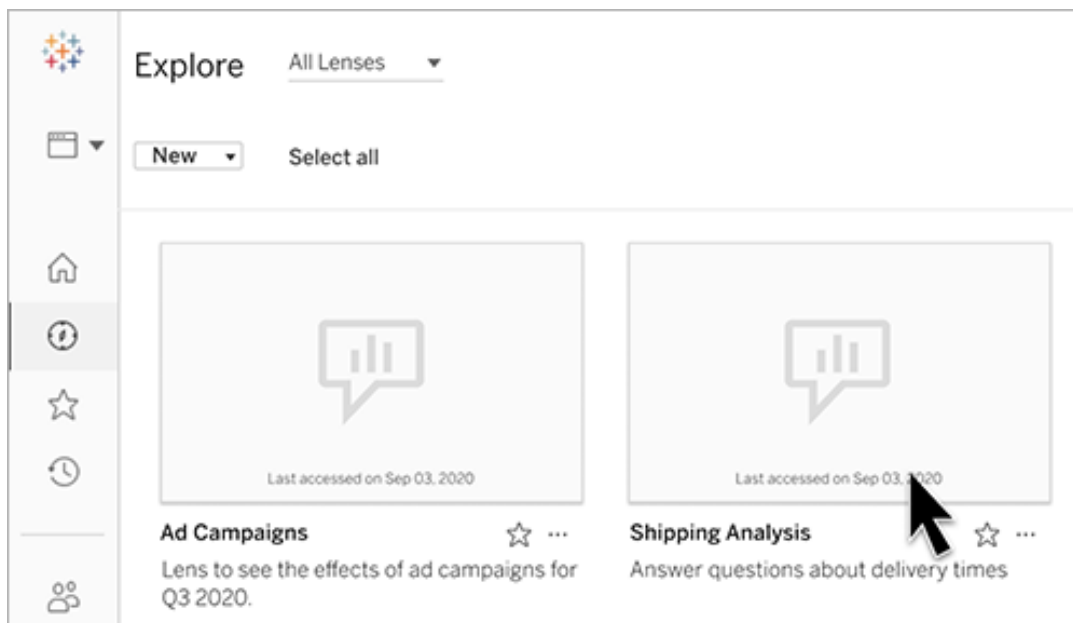 Explore
All Lenses
New
Select all
Last accessed on Sep 03, 2020
Last accessed on Sep 03, 2020
Ad Campaigns
...
Shipping Analysis
...
Lens to see the effects of ad campaigns for
Q3 2020.
Answer questions about delivery times